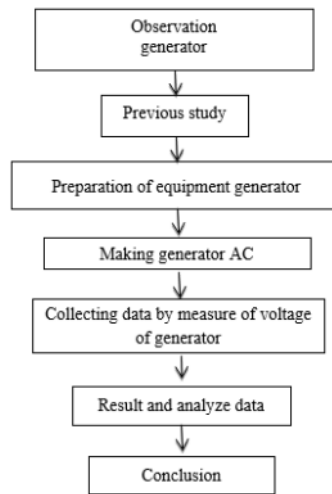 Observation
generator
Previous study
Preparation of equipment generator
Making generator AC
Collecting data by measure of voltage
of generator
Result and analyze data
Conclusion